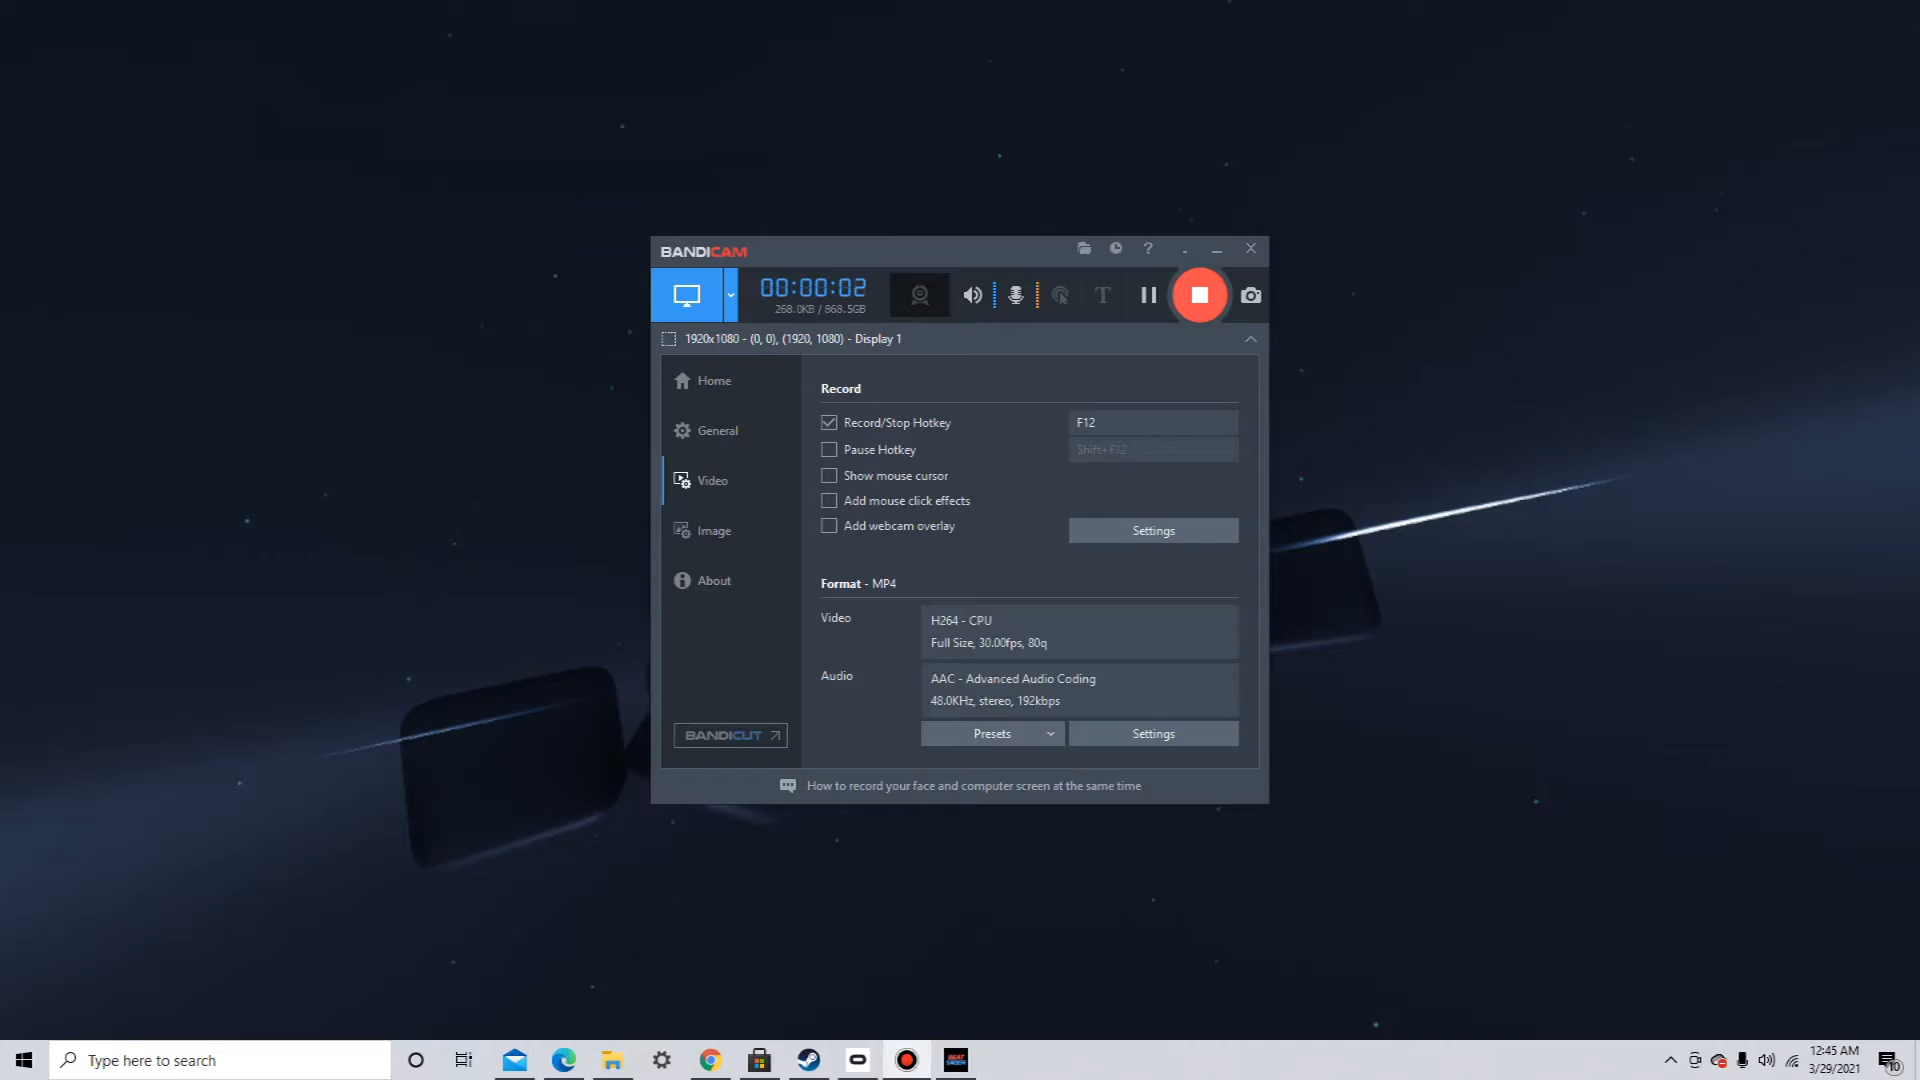 BANDICAM
00:00:02
268.0KB / 868.5GB
1920x1080 - (0, 0), (1920, 1080) - Display 1
Home
General
Video
Image
About
BANDICUT
Record
Record/Stop Hotkey
F12
Pause Hotkey
Shift+F12
Show mouse cursor
Add mouse click effects
Add webcam overlay
Settings
Format - MP4
Video
H264 - CPU
Full Size, 30.00fps, 80q
Audio
AAC - Advanced Audio Coding
48.0KHz, stereo, 192kbps
Presets
Settings
How to record your face and computer screen at the same time
Type here to search
BEAT
SABER
12:45 AM
3/29/2021
10